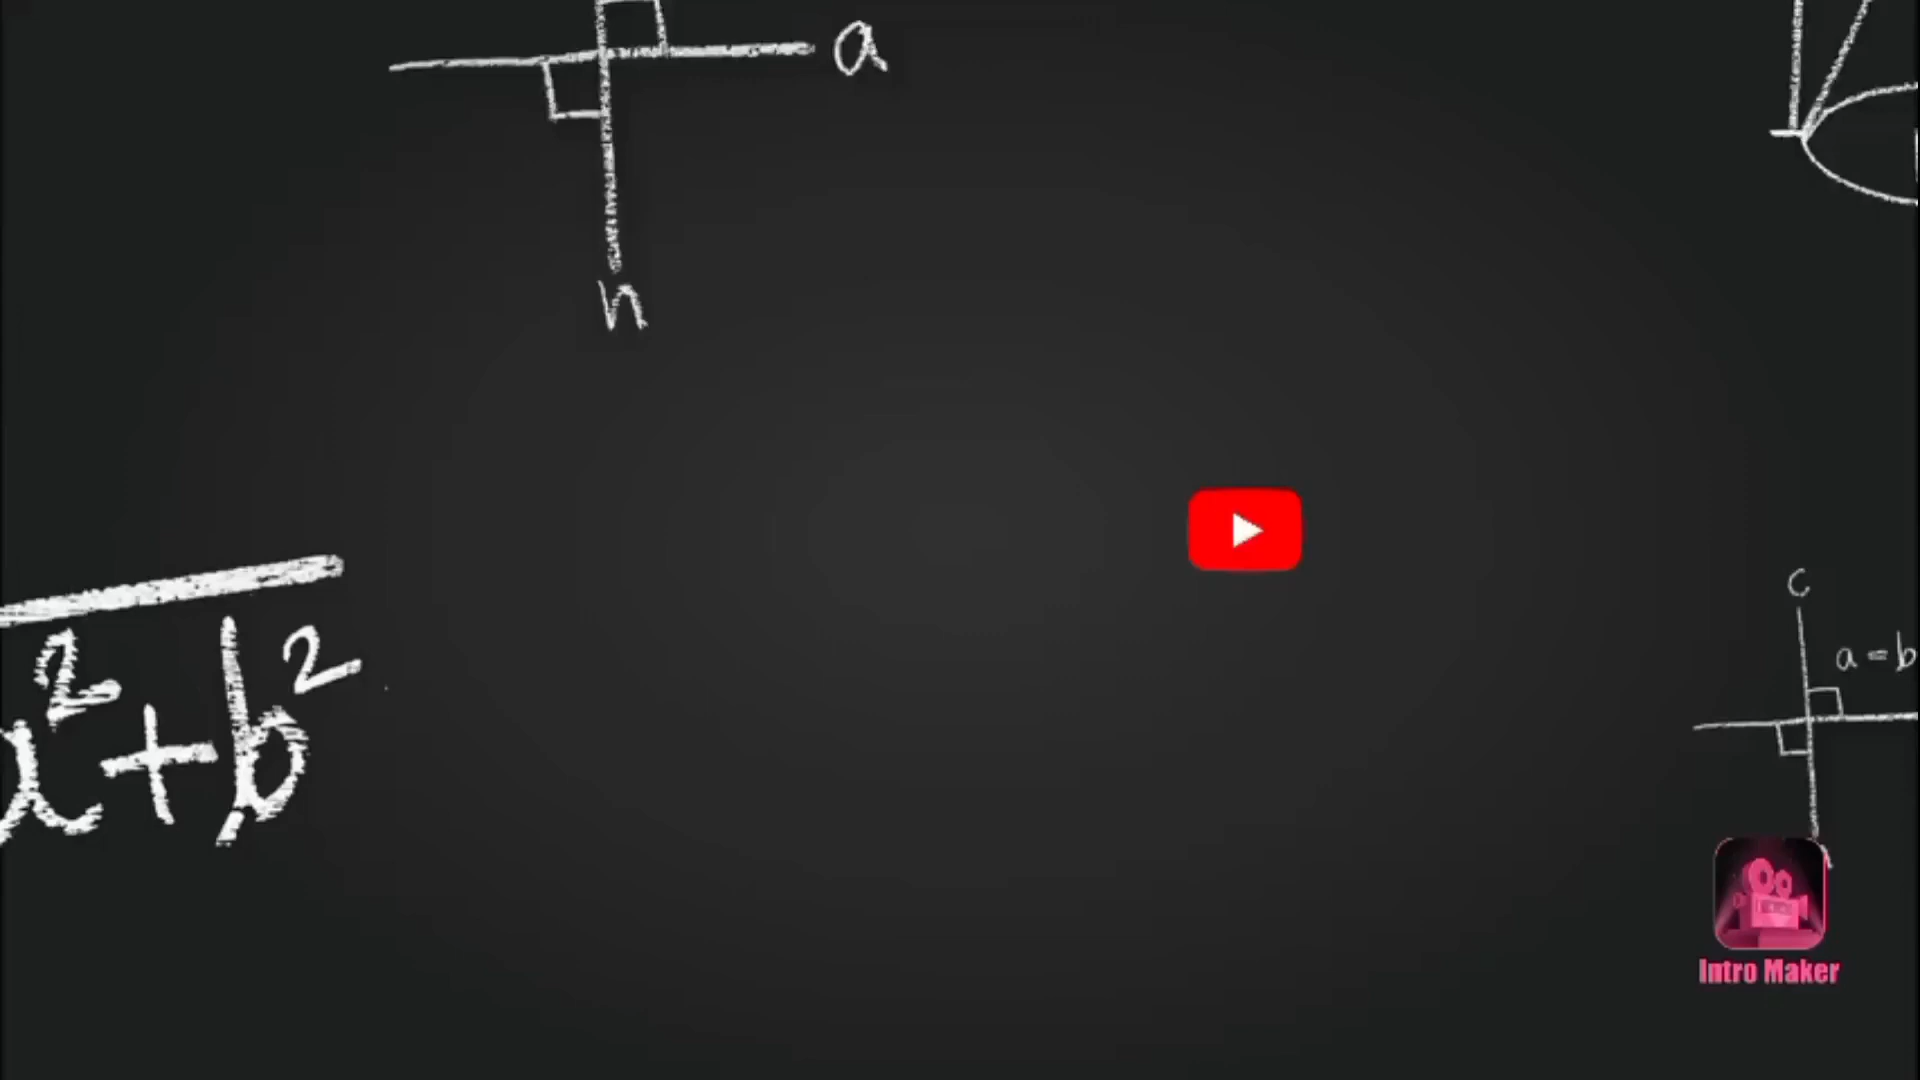 a
n
a²+b²
c
a=b
Intro Maker